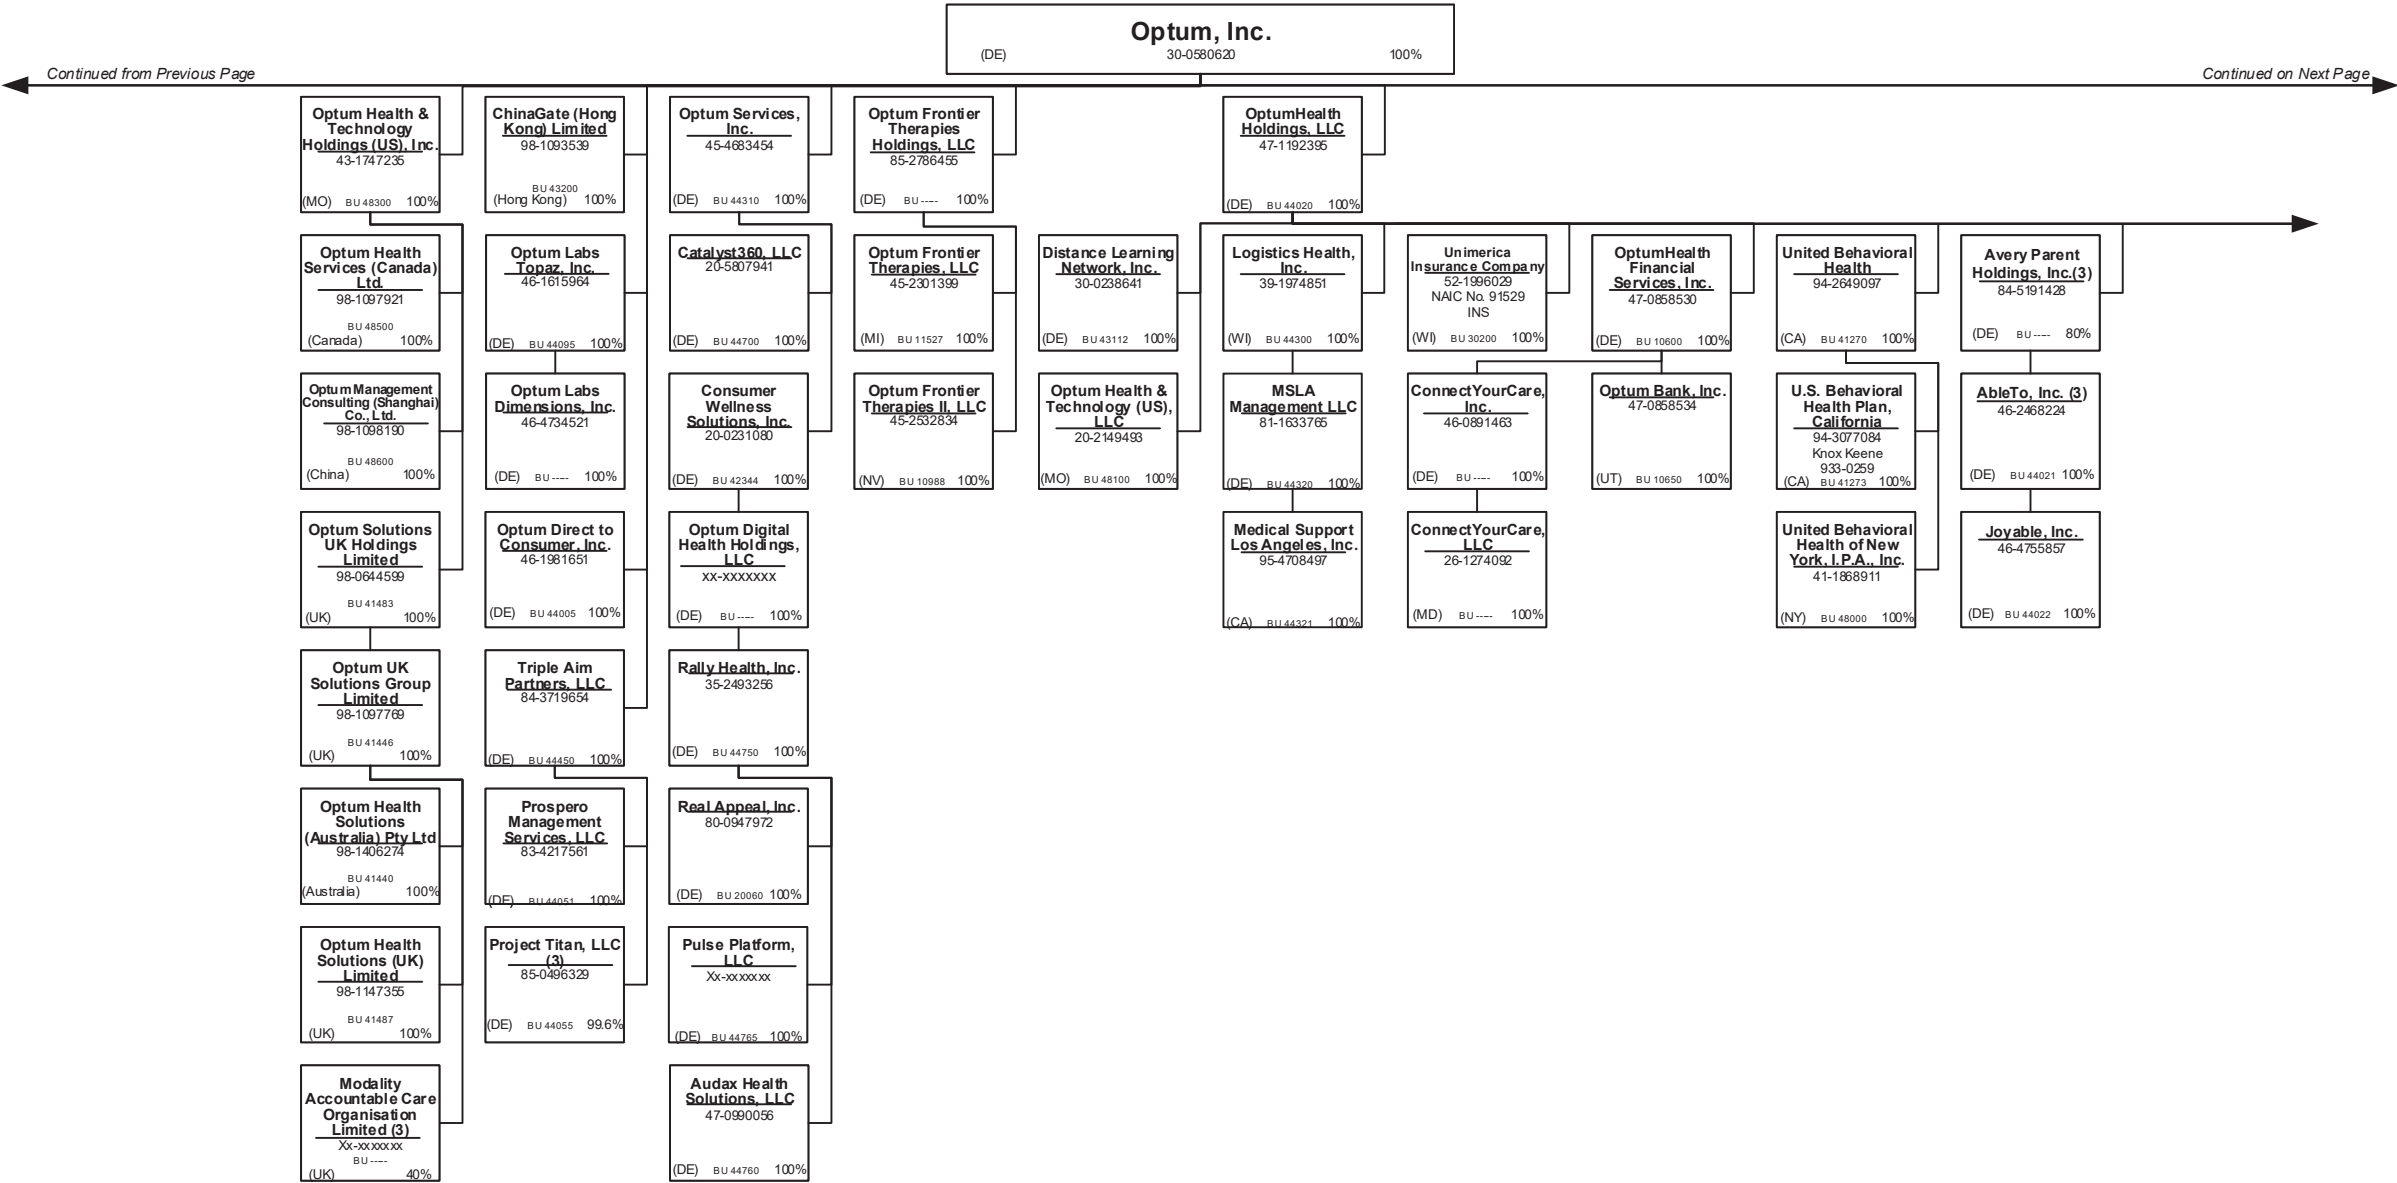 Optum, Inc.
(DE) 30-0580620 100%
Continued from Previous Page
Continued on Next Page
Optum Health &
Technology
Holdings (US), Inc.
43-1747235
(MO) BU 48300 100%
ChinaGate (Hong
Kong) Limited
98-1093539
BU 43200
(Hong Kong) 100%
Optum Services,
Inc.
45-4683454
(DE) BU 44310 100%
Optum Frontier
Therapies
Holdings, LLC
85-2786455
(DE) BU ----- 100%
OptumHealth
Holdings, LLC
47-1192395
(DE) BU 44020 100%
Optum Health
Services (Canada)
Ltd.
98-1097921
BU 48500
(Canada) 100%
Optum Labs
Topaz, Inc.
46-1615964
(DE) BU 44095 100%
Catalyst360, LLC
20-5807941
(DE) BU 44700 100%
Optum Frontier
Therapies, LLC
45-2301399
(MI) BU 11527 100%
Distance Learning
Network, Inc.
30-0238641
(DE) BU 43112 100%
Logistics Health,
Inc.
39-1974851
(WI) BU 44300 100%
Unimerica
Insurance Company
52-1996029
NAIC No. 91529
INS
(WI) BU 30200 100%
OptumHealth
Financial
Services, Inc.
47-0858530
(DE) BU 10600 100%
United Behavioral
Health
94-2649097
(CA) BU 41270 100%
Avery Parent
Holdings, Inc.(3)
84-5191428
(DE) BU ----- 80%
Optum Management
Consulting (Shanghai)
Co., Ltd.
98-1098190
BU 48600
(China) 100%
Optum Labs
Dimensions, Inc.
46-4734521
(DE) BU ----- 100%
Consumer
Wellness
Solutions, Inc.
20-0231080
(DE) BU 42344 100%
Optum Frontier
Therapies II, LLC
45-2532834
(NV) BU 10988 100%
Optum Health &
Technology (US),
LLC
20-2149493
(MO) BU 48100 100%
MSLA
Management LLC
81-1633765
(DE) BU 44320 100%
ConnectYourCare,
Inc.
46-0891463
(DE) BU ----- 100%
Optum Bank, Inc.
47-0858534
(UT) BU 10650 100%
U.S. Behavioral
Health Plan,
California
94-3077084
Knox Keene
933-0259
(CA) BU 41273 100%
AbleTo, Inc. (3)
46-2468224
(DE) BU 44021 100%
Optum Solutions
UK Holdings
Limited
98-0644599
BU 41483
(UK) 100%
Optum Direct to
Consumer, Inc.
46-1981651
(DE) BU 44005 100%
Optum Digital
Health Holdings,
LLC
xx-xxxxxxx
(DE) BU ----- 100%
Medical Support
Los Angeles, Inc.
95-4708497
(CA) BU 44321 100%
ConnectYourCare,
LLC
26-1274092
(MD) BU ----- 100%
United Behavioral
Health of New
York, I.P.A., Inc.
41-1868911
(NY) BU 48000 100%
Joyable, Inc.
46-4755857
(DE) BU 44022 100%
Optum UK
Solutions Group
Limited
98-1097769
BU 41446
(UK) 100%
Triple Aim
Partners, LLC
84-3719654
(DE) BU 44450 100%
Rally Health, Inc.
35-2493256
(DE) BU 44750 100%
Optum Health
Solutions
(Australia) Pty Ltd
98-1406274
BU 41440
(Australia) 100%
Prospero
Management
Services, LLC
83-4217561
(DE) BU 44051 100%
Real Appeal, Inc.
80-0947972
(DE) BU 20060 100%
Optum Health
Solutions (UK)
Limited
98-1147355
BU 41487
(UK) 100%
Project Titan, LLC
(3)
85-0496329
(DE) BU 44055 99.6%
Pulse Platform,
LLC
Xx-xxxxxxx
(DE) BU 44765 100%
Modality
Accountable Care
Organisation
Limited (3)
Xx-xxxxxxx
BU -----
(UK) 40%
Audax Health
Solutions, LLC
47-0990056
(DE) BU 44760 100%